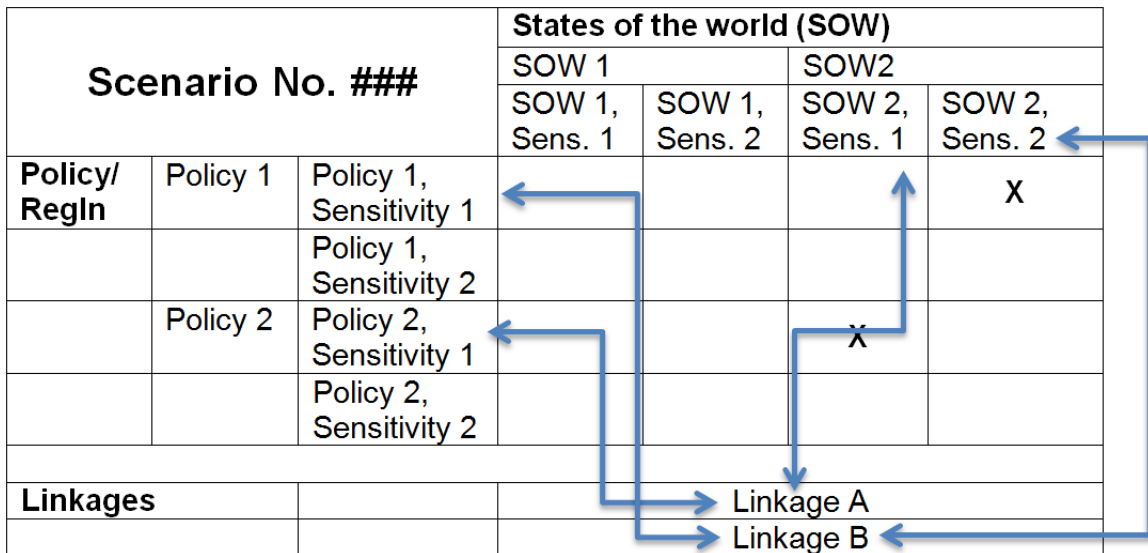 Scenario No. ###
States of the world (SOW)
SOW 1
SOW2
SOW 1,
Sens. 1
SOW 1,
Sens. 2
SOW 2,
Sens. 1
SOW 2,
Sens. 2
Policy/
RegIn
Policy 1
Policy 1,
Sensitivity 1
X
Policy 1,
Sensitivity 2
Policy 2
Policy 2,
Sensitivity 1
X
Policy 2,
Sensitivity 2
Linkages
Linkage A
Linkage B